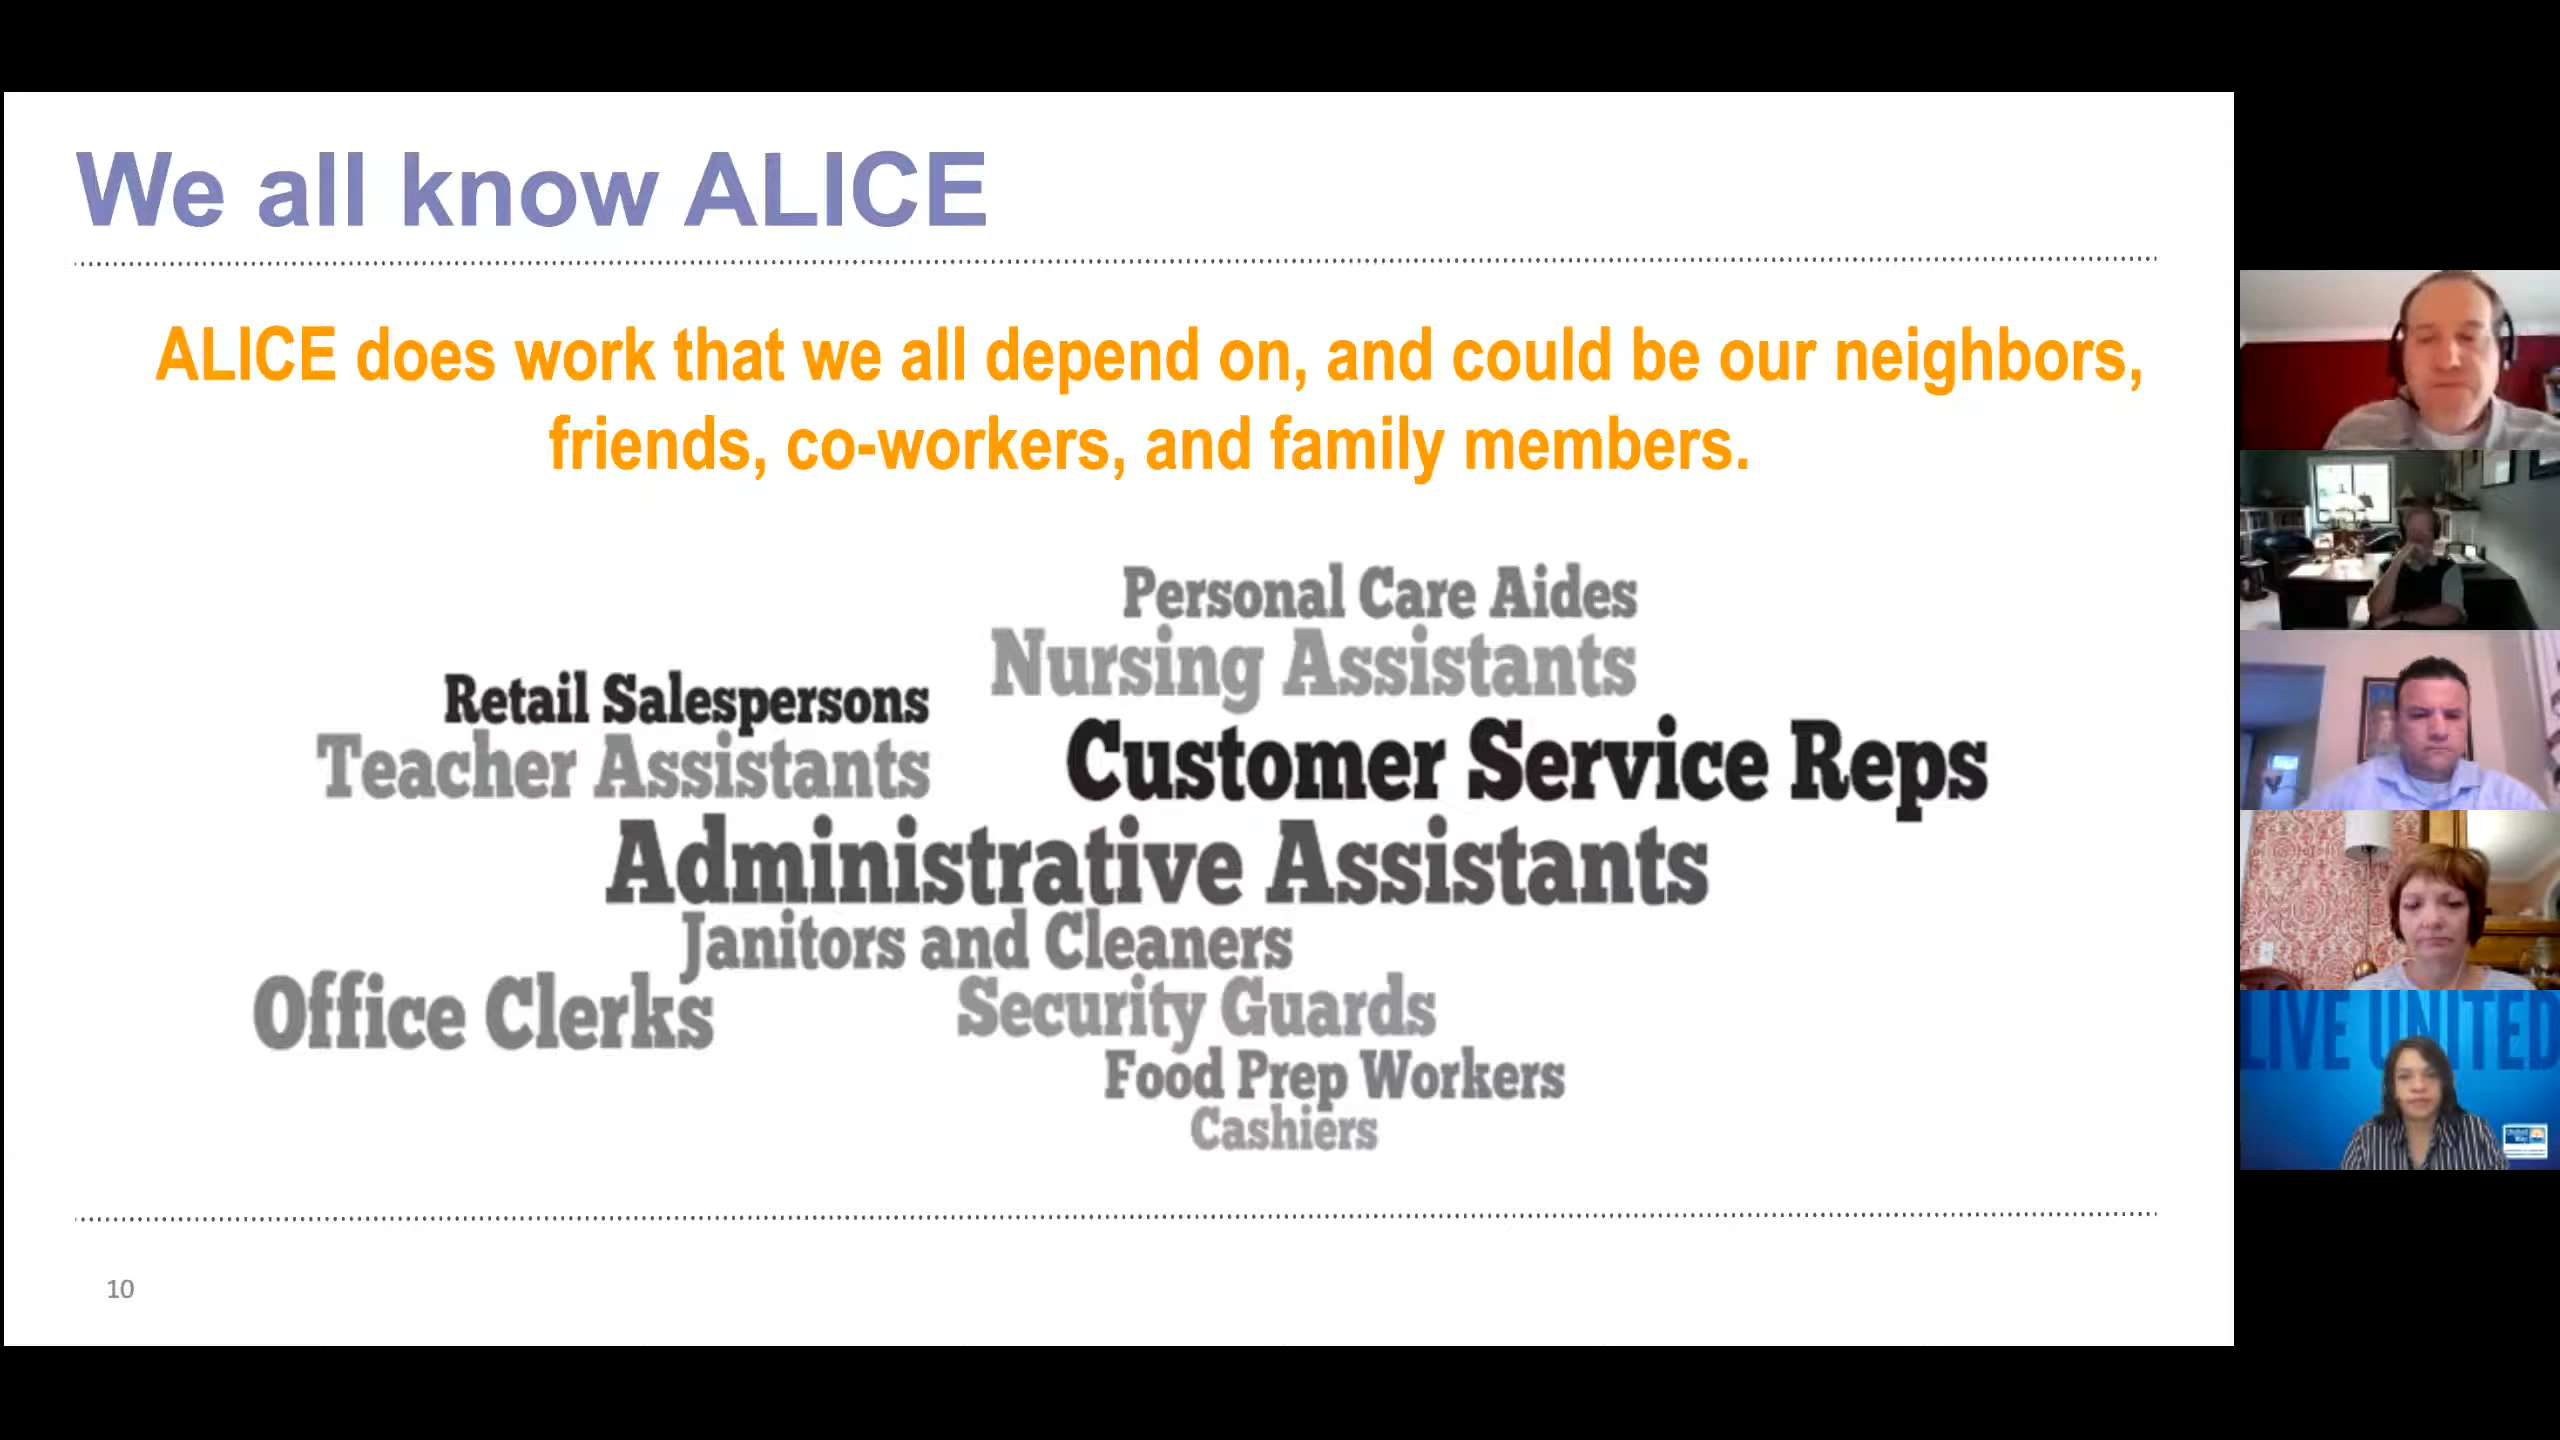 We all know ALICE
ALICE does work that we all depend on, and could be our neighbors,
friends, co-workers, and family members.
Personal Care Aides
Nursing Assistants
Retail Salespersons
Teacher Assistants
Customer Service Reps
Administrative Assistants
Janitors and Cleaners
Office Clerks
Security Guards
Food Prep Workers
Cashiers
10
LIVE UNITED
United
Way